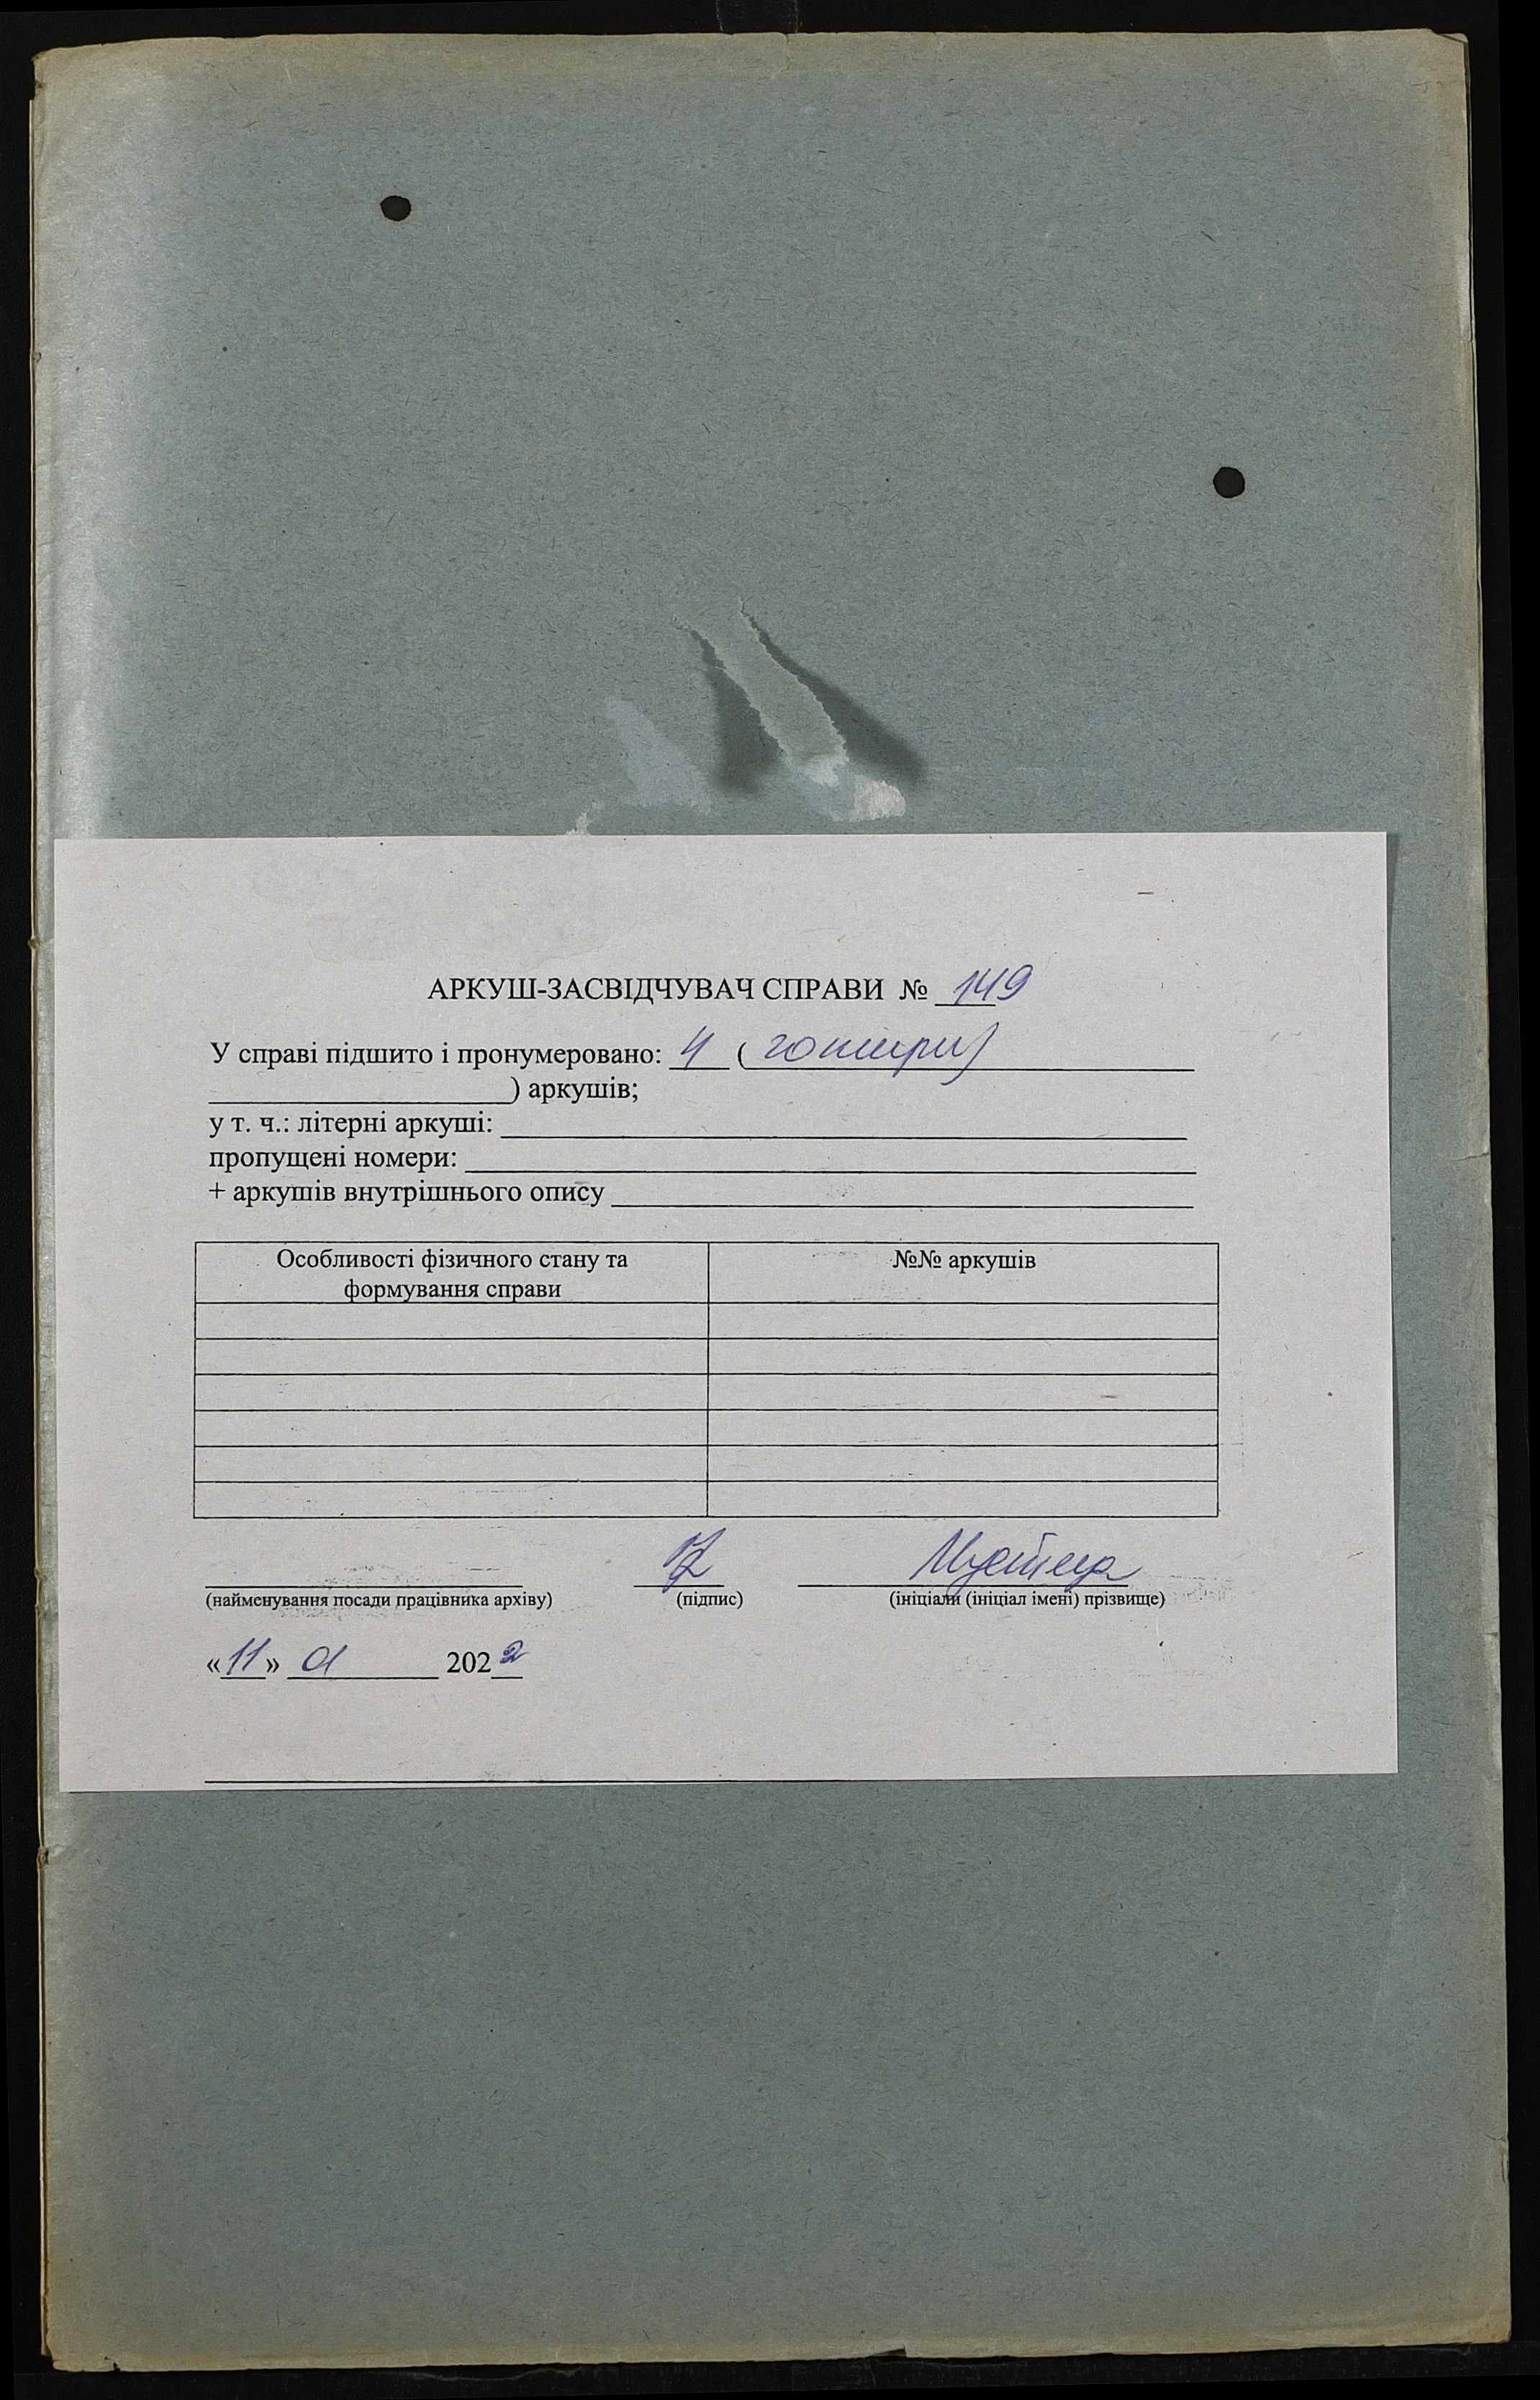 АРКУШ-ЗАСВІДЧУВАЧ СПРАВИ № 149
У справі підшито і пронумеровано: 4 ( чотири)
) аркушів;
у т. ч.: літерні аркуші:
пропущені номери:
+ аркушів внутрішнього опису
Особливості фізичного стану та формування справи
№№ аркушів
(найменування посади працівника архіву)
(підпис)
(ініціали (ініціал імені) прізвище)
«11» 01 2022